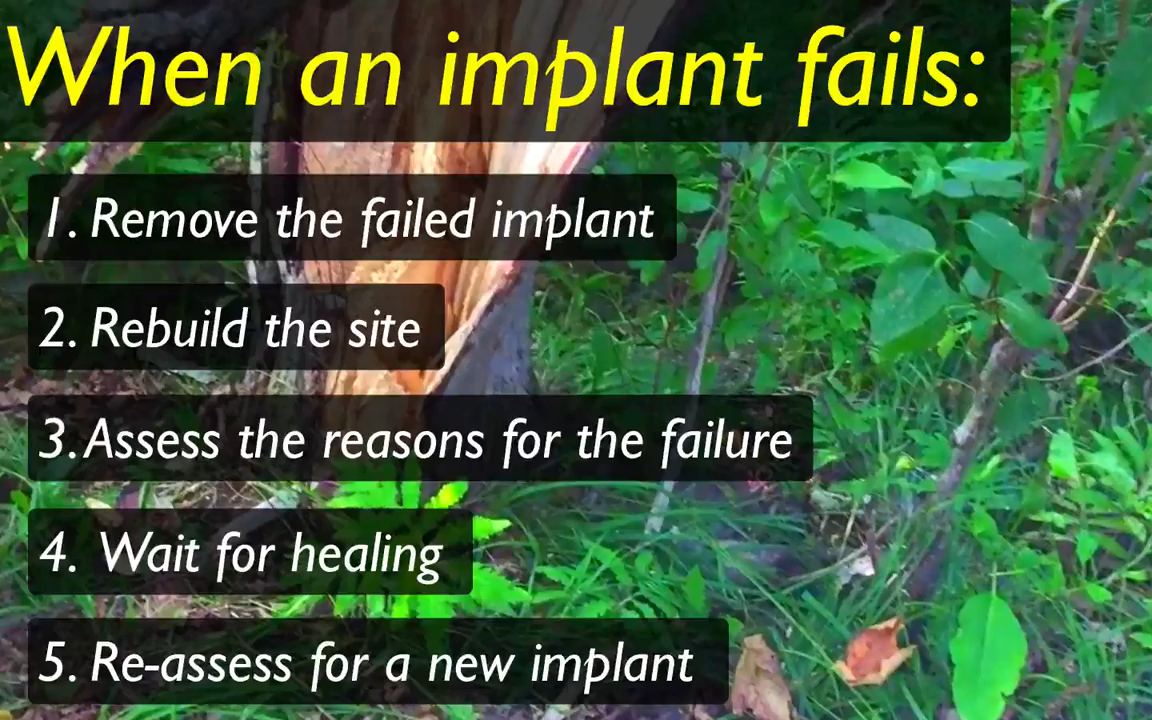 When an implant fails:
1. Remove the failed implant
2. Rebuild the site
3. Assess the reasons for the failure
4. Wait for healing
5. Re-assess for a new implant